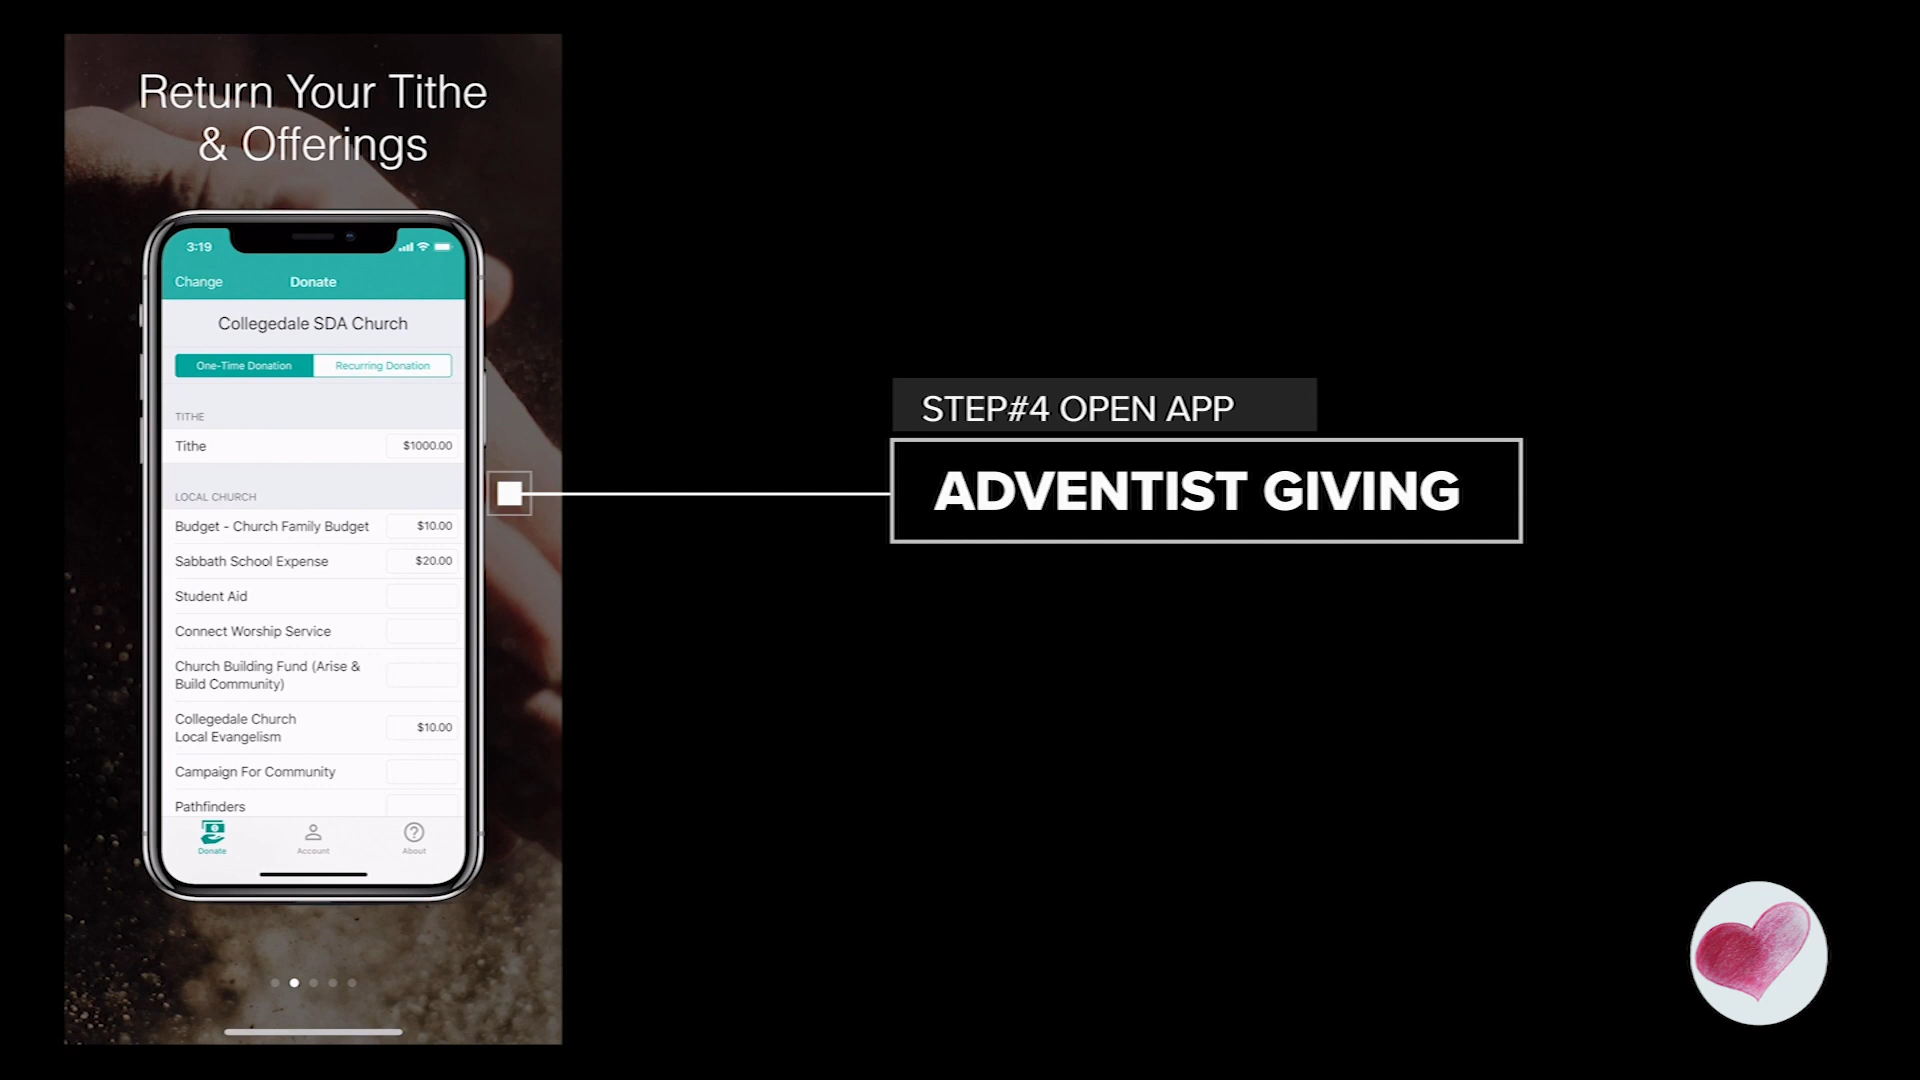 Return Your Tithe
& Offerings
3:19
Change
Donate
Collegedale SDA Church
One-Time Donation
Recurring Donation
TITHE
Tithe
$1000.00
LOCAL CHURCH
Budget - Church Family Budget
$10.00
Sabbath School Expense
$20.00
Student Aid
Connect Worship Service
Church Building Fund (Arise &
Build Community)
Collegedale Church
Local Evangelism
$10.00
Campaign For Community
Pathfinders
Donate
Account
About
STEP#4 OPEN APP
ADVENTIST GIVING